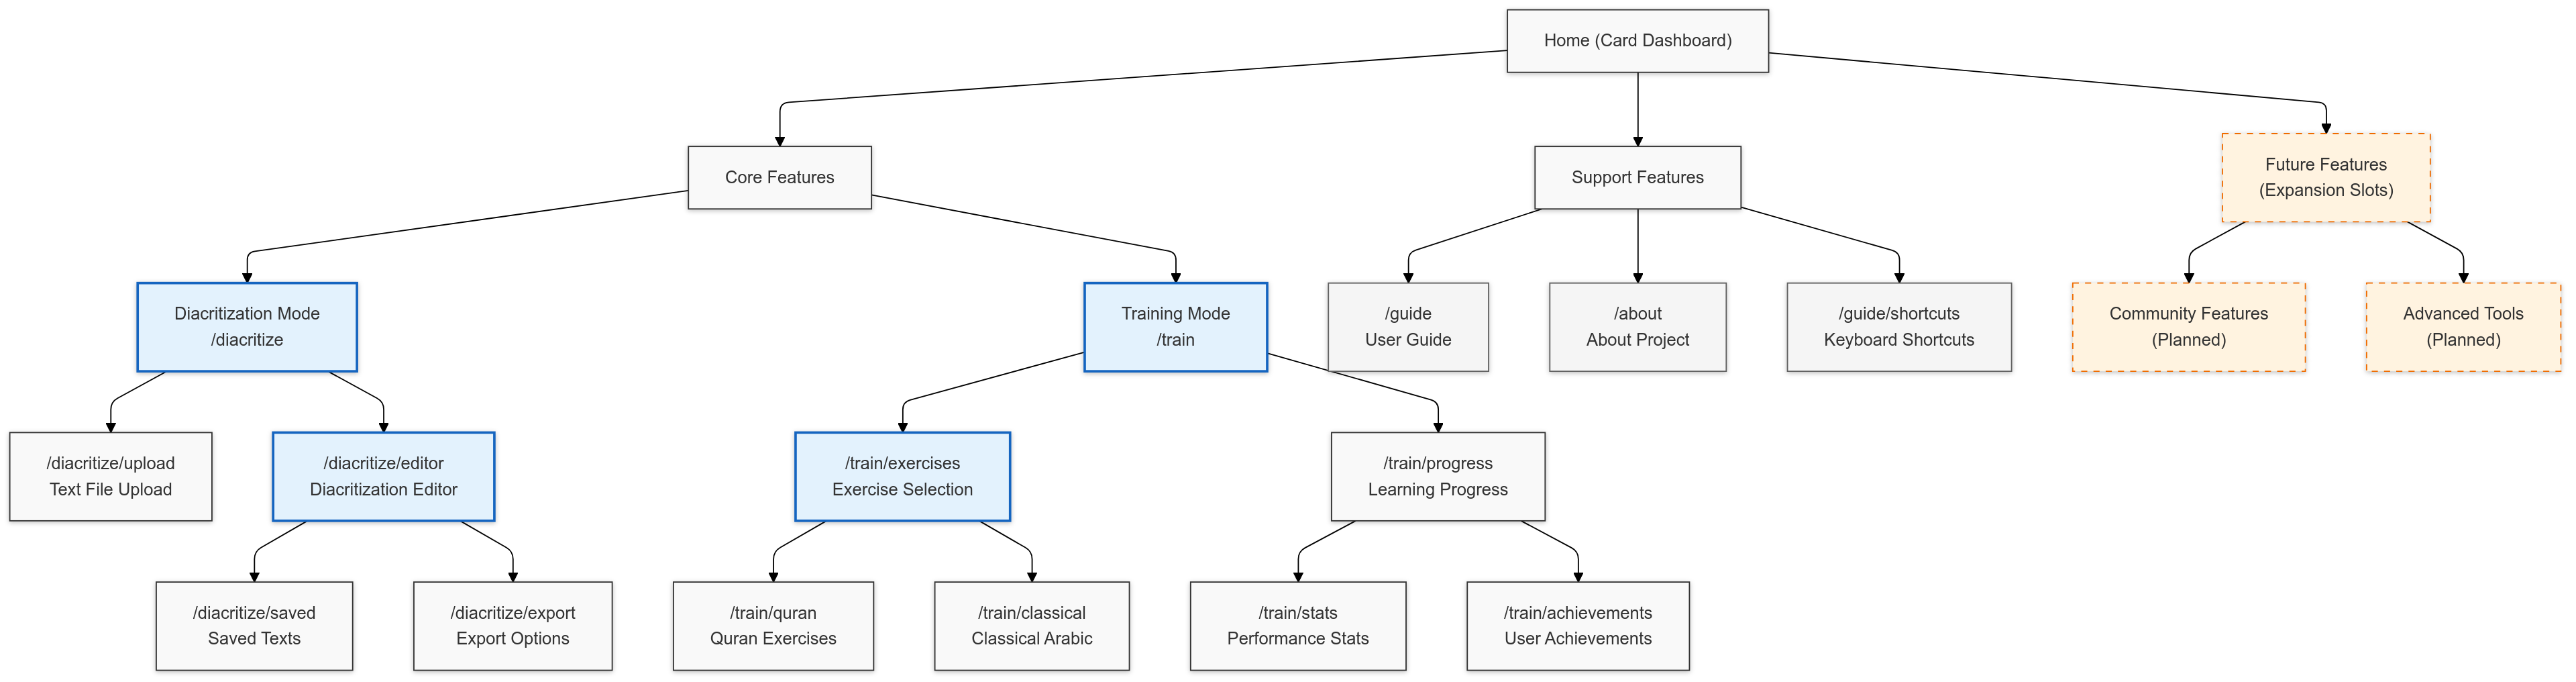 Home (Card Dashboard)
Core Features
Support Features
Future Features
(Expansion Slots)
Diacritization Mode
/diacritize
Training Mode
/train
/guide
User Guide
/about
About Project
/guide/shortcuts
Keyboard Shortcuts
Community Features
(Planned)
Advanced Tools
(Planned)
/diacritize/upload
Text File Upload
/diacritize/editor
Diacritization Editor
/train/exercises
Exercise Selection
/train/progress
Learning Progress
/diacritize/saved
Saved Texts
/diacritize/export
Export Options
/train/quran
Quran Exercises
/train/classical
Classical Arabic
/train/stats
Performance Stats
/train/achievements
User Achievements